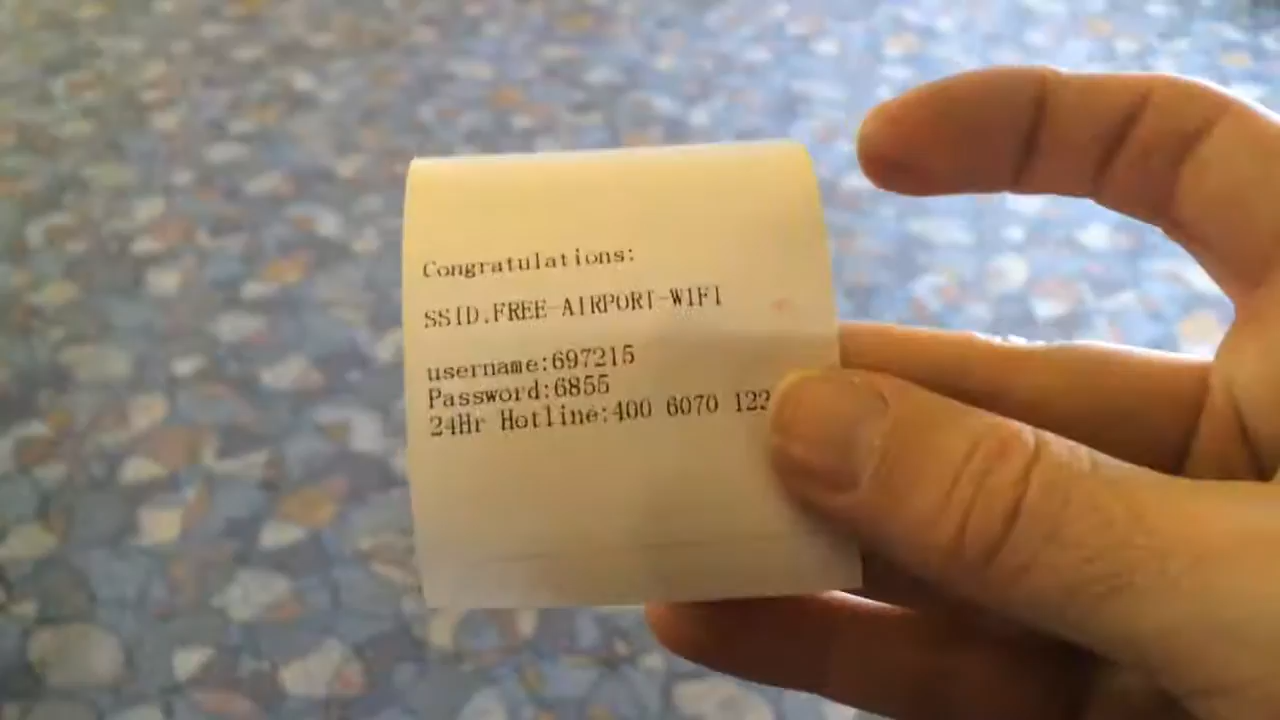 Congratulations:
SSID.FREE-AIRPORT-WIFI
username:697215
Password:6855
24Hr Hotline:400 6070 122